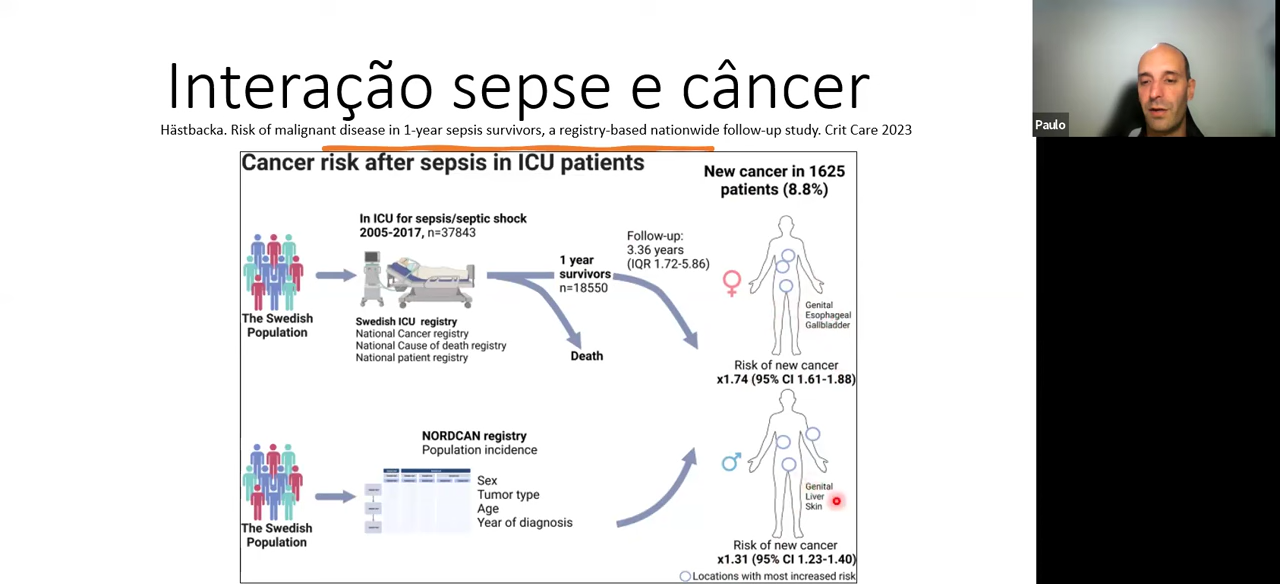 Interação sepse e câncer
Hästbacka. Risk of malignant disease in 1-year sepsis survivors, a registry-based nationwide follow-up study. Crit Care 2023
Paulo
Cancer risk after sepsis in ICU patients
New cancer in 1625
patients (8.8%)
In ICU for sepsis/septic shock
2005-2017, n=37843
Follow-up:
3.36 years
(IQR 1.72-5.86)
1 year
survivors
n=18550
The Swedish
Population
Swedish ICU registry
National Cancer registry
National Cause of death registry
National patient registry
Death
Genital
Esophageal
Gallbladder
Risk of new cancer
x1.74 (95% CI 1.61-1.88)
NORDCAN registry
Population incidence
Sex
Tumor type
Age
Year of diagnosis
The Swedish
Population
Genital
Liver
Skin
Risk of new cancer
x1.31 (95% CI 1.23-1.40)
Locations with most increased risk